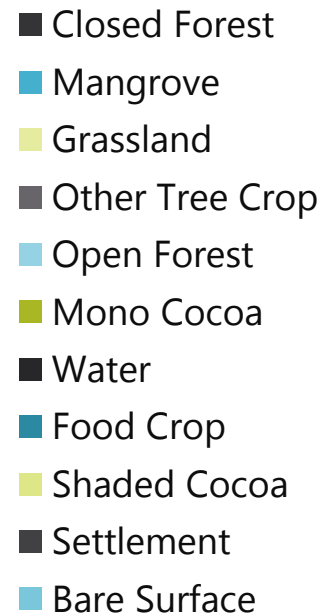 Closed Forest
Mangrove
Grassland
Other Tree Crop
Open Forest
Mono Cocoa
Water
Food Crop
Shaded Cocoa
Settlement
Bare Surface